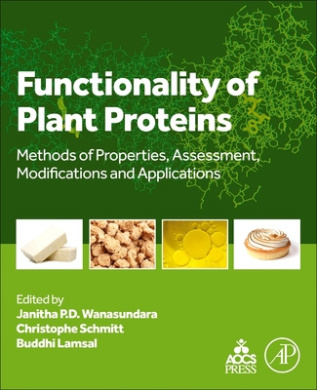 Functionality of
Plant Proteins
Methods of Properties, Assessment,
Modifications and Applications
Edited by
Janitha P.D. Wanasundara
Christophe Schmitt
Buddhi Lamsal
AOCS
PRESS
AP